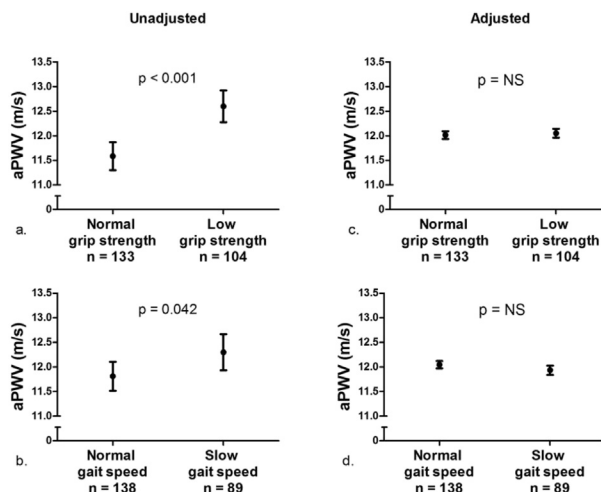 Unadjusted
Adjusted
aPWV (m/s)
13.5
13.0
12.5
12.0
11.5
11.0
0
p < 0.001
a.
Normal
grip strength
n = 133
Low
grip strength
n = 104
aPWV (m/s)
13.5
13.0
12.5
12.0
11.5
11.0
0
p = NS
c.
Normal
grip strength
n = 133
Low
grip strength
n = 104
aPWV (m/s)
13.5
13.0
12.5
12.0
11.5
11.0
0
p = 0.042
b.
Normal
gait speed
n = 138
Slow
gait speed
n = 89
aPWV (m/s)
13.5
13.0
12.5
12.0
11.5
11.0
0
p = NS
d.
Normal
gait speed
n = 138
Slow
gait speed
n = 89